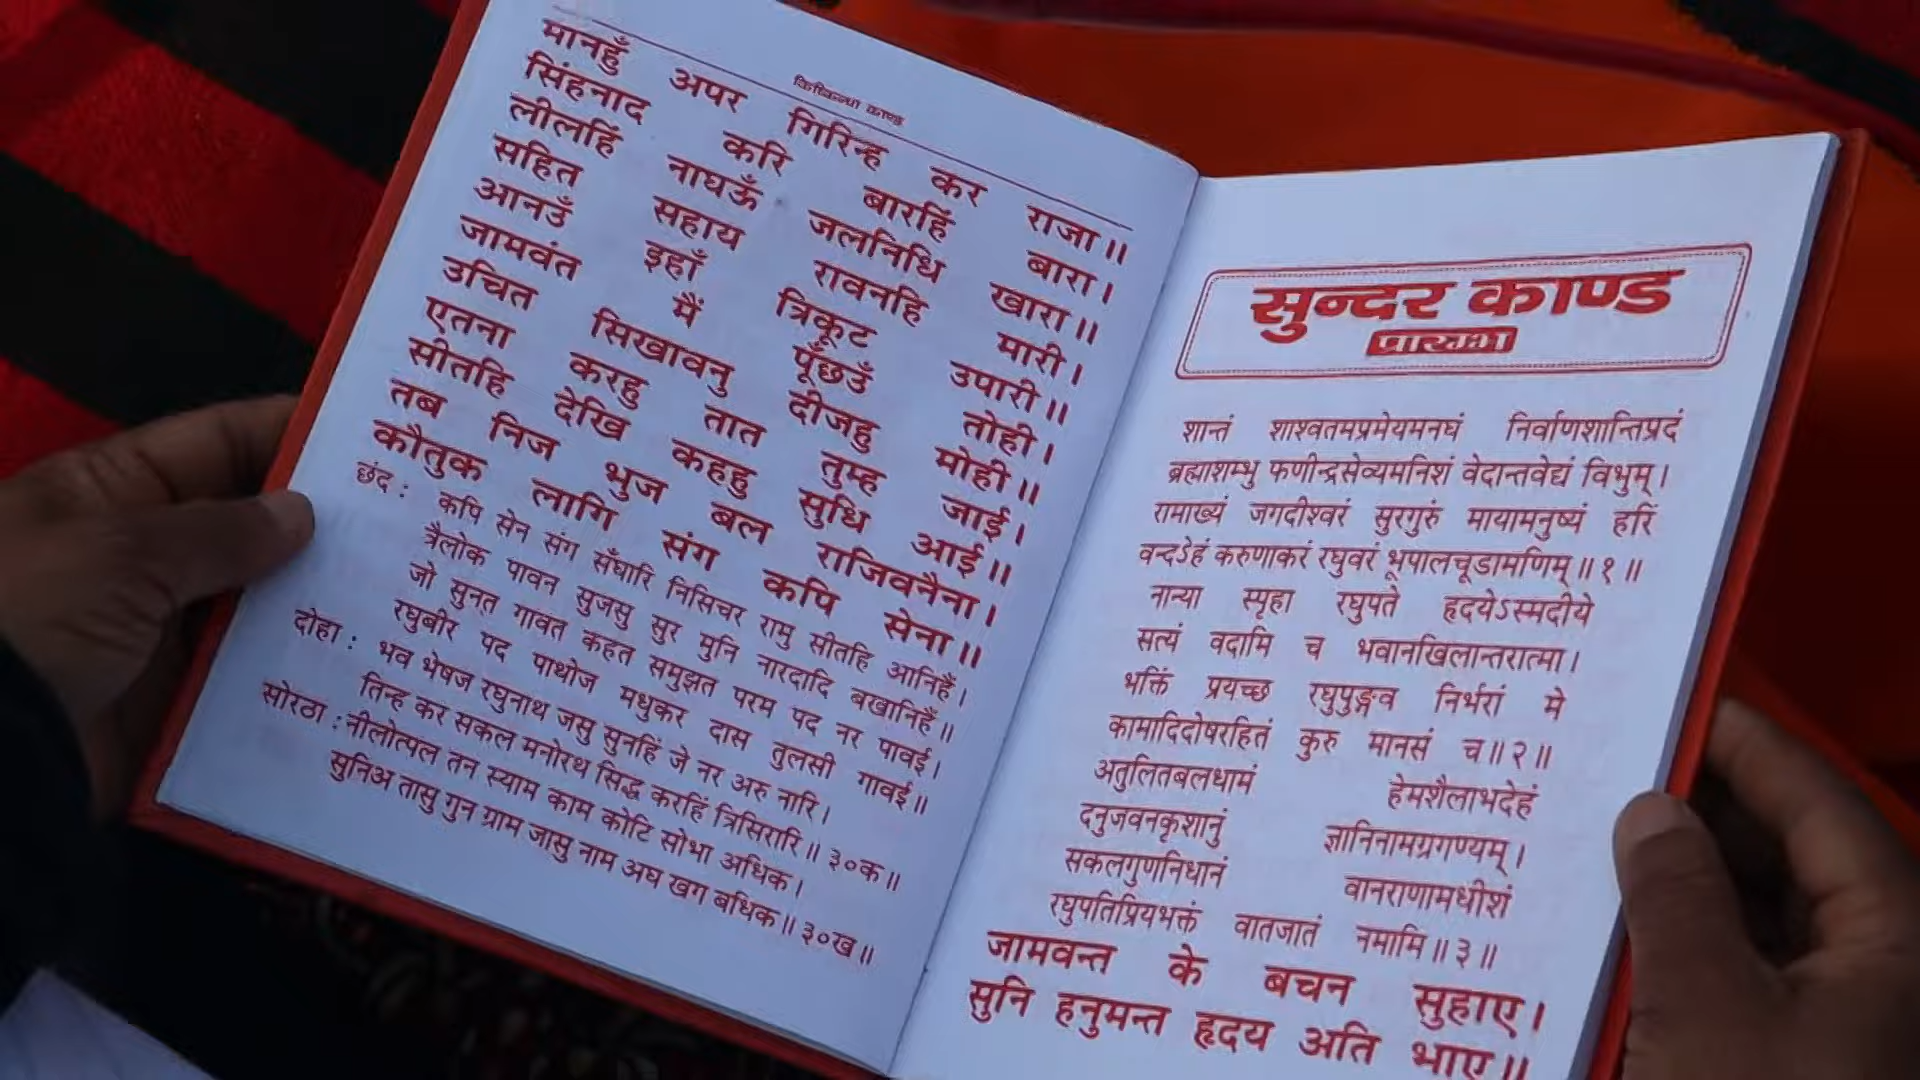 किष्किन्धा काण्ड
मानहुँ अपर गिरिन्ह कर राजा॥
सिंहनाद करि बारहिं बारा।
लीलहिं नाघउँ जलनिधि खारा॥
सहित सहाय रावनहि मारी।
आनउँ इहाँ त्रिकूट उपारी॥
जामवंत मैं पूँछउँ तोही।
उचित सिखावनु दीजहु मोही॥
एतना करहु तात तुम्ह जाई।
सीतहि देखि कहहु सुधि आई॥
तब निज भुज बल राजिवनैना।
कौतुक लागि संग कपि सेना॥
छंद : कपि सेन संग सँघारि निसिचर रामु सीतहि आनिहैं।
त्रैलोक पावन सुजसु सुर मुनि नारदादि बखानिहैं॥
जो सुनत गावत कहत समुझत परम पद नर पावई।
रघुबीर पद पाथोज मधुकर दास तुलसी गावई॥
दोहा : भव भेषज रघुनाथ जसु सुनहिं जे नर अरु नारि।
तिन्ह कर सकल मनोरथ सिद्ध करहिं त्रिसिरारि॥३०क॥
सोरठा : नीलोत्पल तन स्याम काम कोटि सोभा अधिक।
सुनिअ तासु गुन ग्राम जासु नाम अघ खग बधिक॥३०ख॥
सुन्दर काण्ड
प्रारम्भ
शान्तं शाश्वतमप्रमेयमनघं निर्वाणशान्तिप्रदं
ब्रह्माशम्भु फणीन्द्रसेव्यमनिशं वेदान्तवेद्यं विभुम्।
रामाख्यं जगदीश्वरं सुरगुरुं मायामनुष्यं हरिं
वन्दऽेहं करुणाकरं रघुवरं भूपालचूडामणिम्॥१॥
नान्या स्पृहा रघुपते हृदयेऽस्मदीये
सत्यं वदामि च भवानखिलान्तरात्मा।
भक्तिं प्रयच्छ रघुपुङ्गव निर्भरां मे
कामादिदोषरहितं कुरु मानसं च॥२॥
अतुलितबलधामं हेमशैलाभदेहं
दनुजवनकृशानुं ज्ञानिनामग्रगण्यम्।
सकलगुणनिधानं वानराणामधीशं
रघुपतिप्रियभक्तं वातजातं नमामि॥३॥
जामवन्त के बचन सुहाए।
सुनि हनुमन्त हृदय अति भाए॥